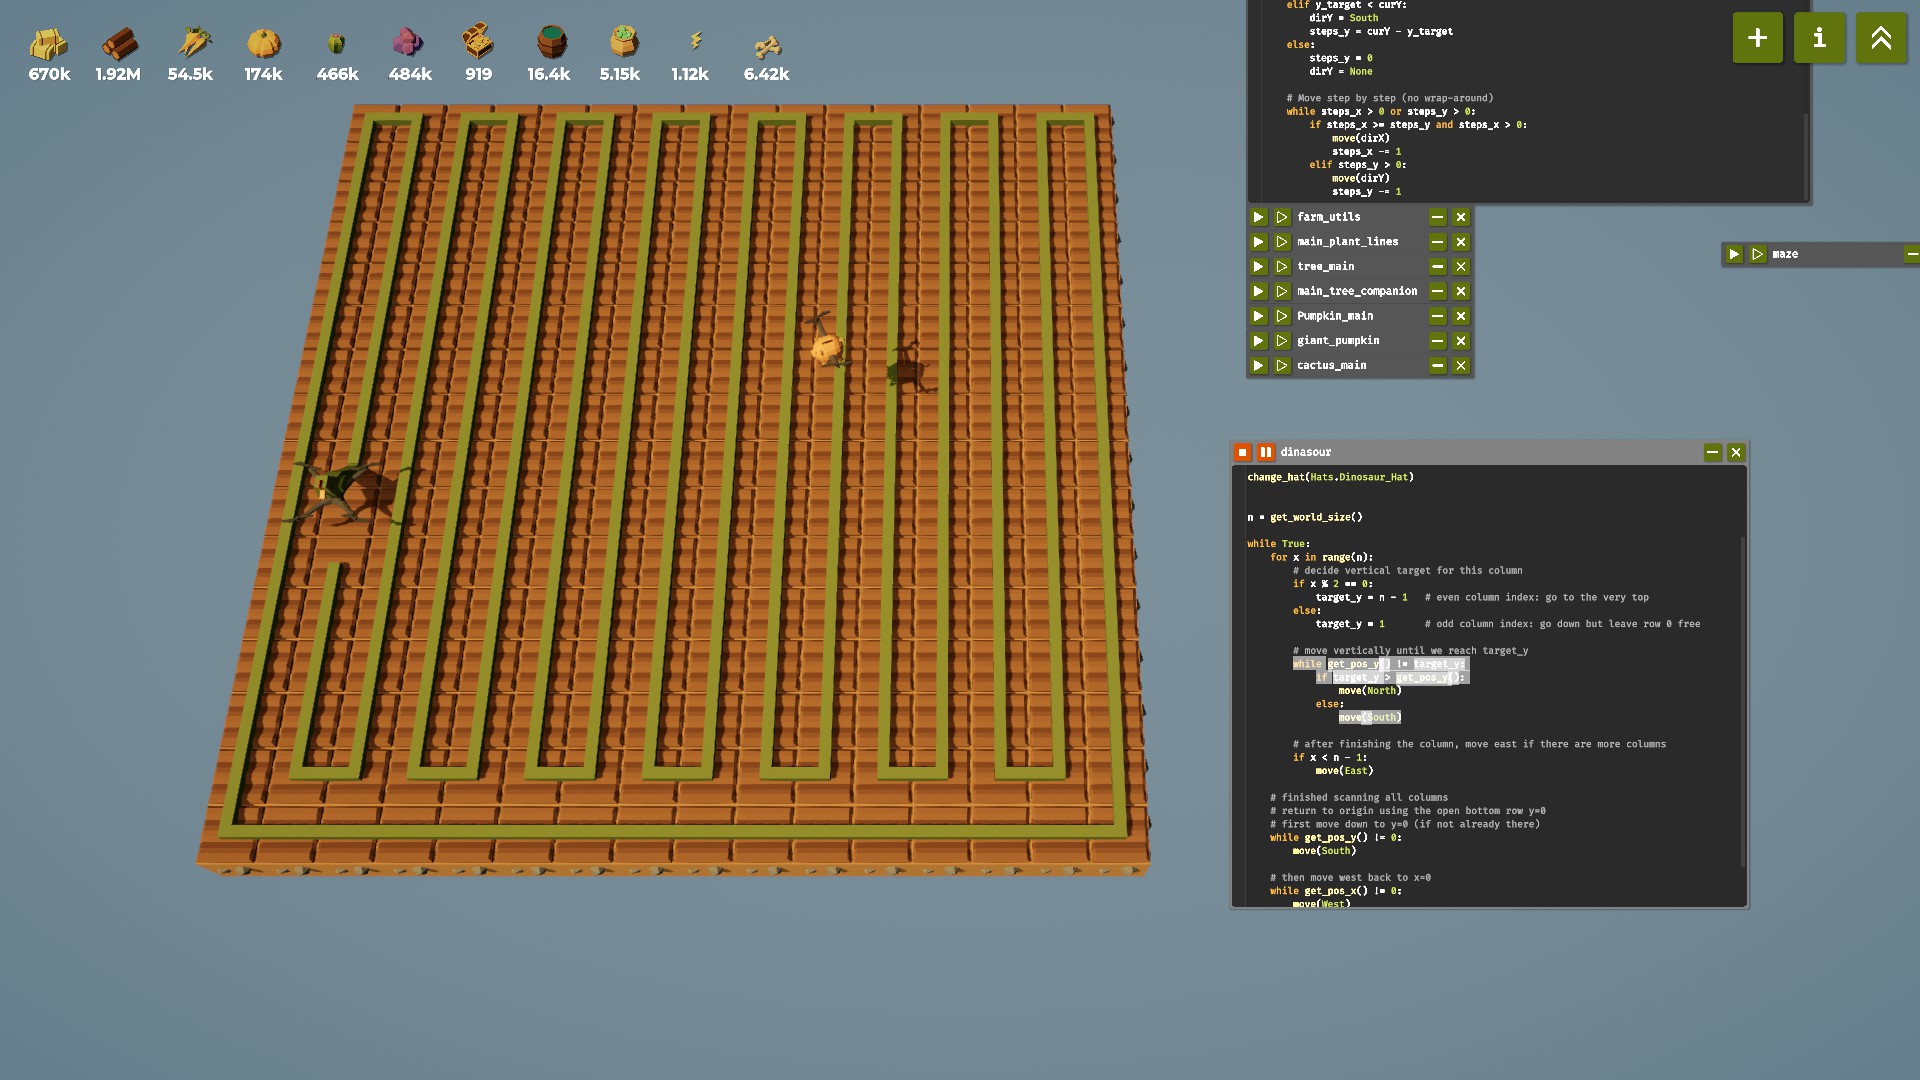 670k 1.92M 54.5k 174k 466k 484k 919 16.4k 5.15k 1.12k 6.42k
elif y_target < curY:
dirY = South
steps_y = curY - y_target
else:
steps_y = 0
dirY = None
# Move step by step (no wrap-around)
while steps_x > 0 or steps_y > 0:
if steps_x >= steps_y and steps_x > 0:
move(dirX)
steps_x -= 1
elif steps_y > 0:
move(dirY)
steps_y -= 1
farm_utils
main_plant_lines
tree_main
main_tree_companion
Pumpkin_main
giant_pumpkin
cactus_main
maze
dinasour
change_hat(Hats.Dinosaur_Hat)
n = get_world_size()
while True:
for x in range(n):
# decide vertical target for this column
if x % 2 == 0:
target_y = n - 1 # even column index: go to the very top
else:
target_y = 1 # odd column index: go down but leave row 0 free
# move vertically until we reach target_y
while get_pos_y() != target_y:
if target_y > get_pos_y():
move(North)
else:
move(South)
# after finishing the column, move east if there are more columns
if x < n - 1:
move(East)
# finished scanning all columns
# return to origin using the open bottom row y=0
# first move down to y=0 (if not already there)
while get_pos_y() != 0:
move(South)
# then move west back to x=0
while get_pos_x() != 0:
move(West)